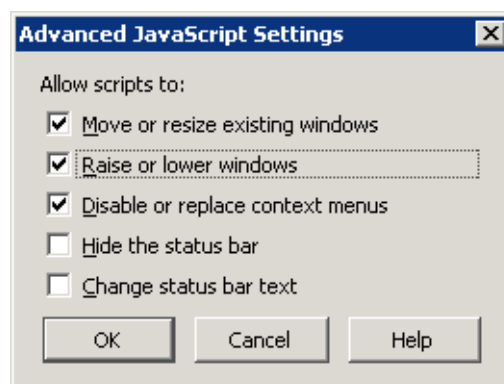 Advanced JavaScript Settings
Allow scripts to:
Move or resize existing windows
Raise or lower windows
Disable or replace context menus
Hide the status bar
Change status bar text
OK Cancel Help